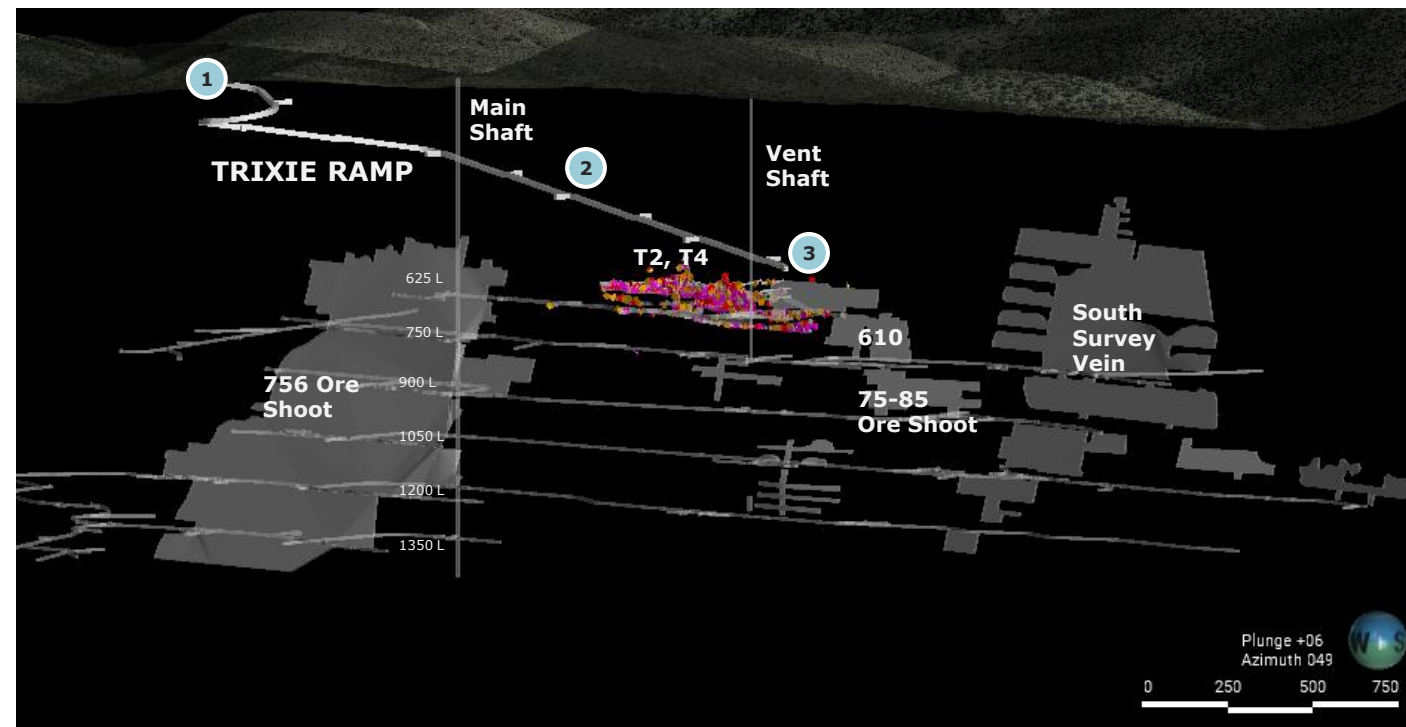 1
Main
Shaft
2
TRIXIE RAMP
Vent
Shaft
3
T2, T4
625 L
South
Survey
Vein
750 L
610
756 Ore
Shoot
900 L
75-85
Ore Shoot
1050 L
1200 L
1350 L
Plunge +06
Azimuth 049
W S
0 250 500 750